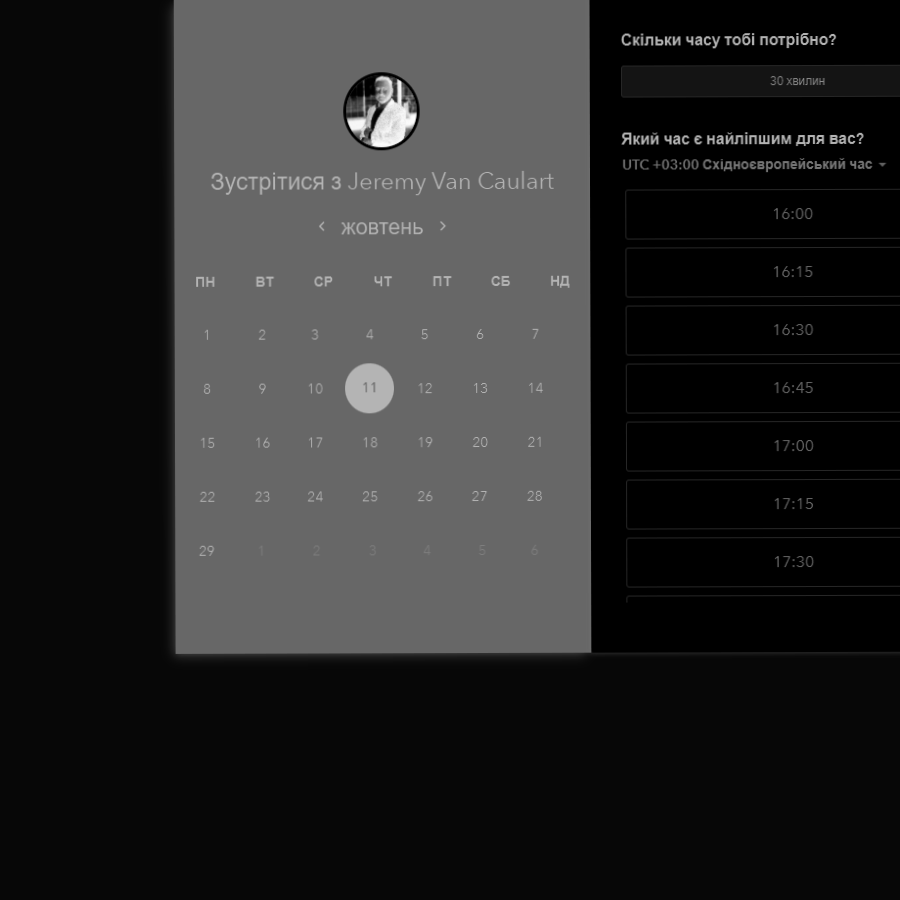 Зустрітися з Jeremy Van Caulart
жовтень
ПН ВТ СР ЧТ ПТ СБ НД
1 2 3 4 5 6 7
8 9 10 11 12 13 14
15 16 17 18 19 20 21
22 23 24 25 26 27 28
29 1 2 3 4 5 6
Скільки часу тобі потрібно?
30 хвилин
Який час є найліпшим для вас?
UTC +03:00 Східноєвропейський час
16:00
16:15
16:30
16:45
17:00
17:15
17:30